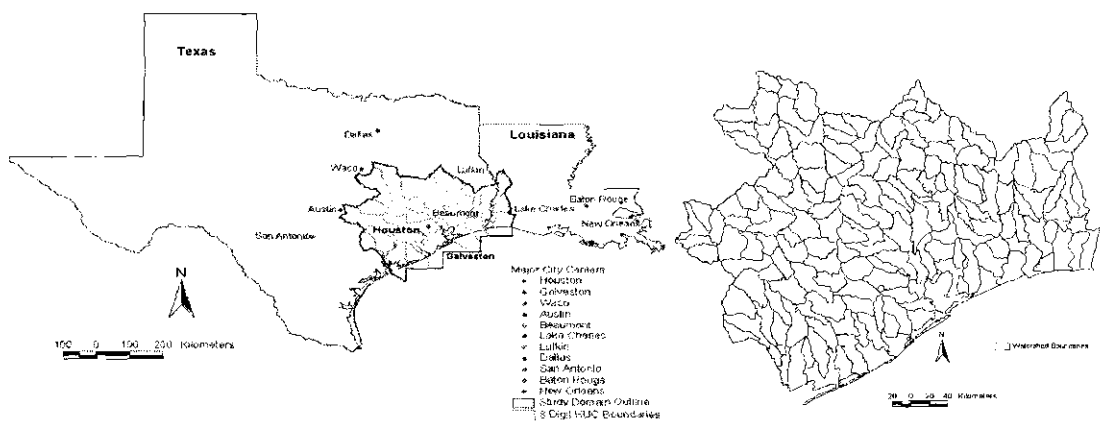 Texas
Dallas
Louisiana
Waco
Lufkin
Baton Rouge
Austin
Beaumont
Lake Charles
New Orleans
San Antonio
Houston
Galveston
N
100 0 100 200 Kilometers
Major City Centers
Houston
Galveston
Waco
Austin
Beaumont
Lake Charles
Lufkin
Dallas
San Antonio
Baton Rouge
New Orleans
Study Domain Outline
8 Digit HUC Boundaries
N
Watershed Boundaries
20 0 20 40 Kilometers